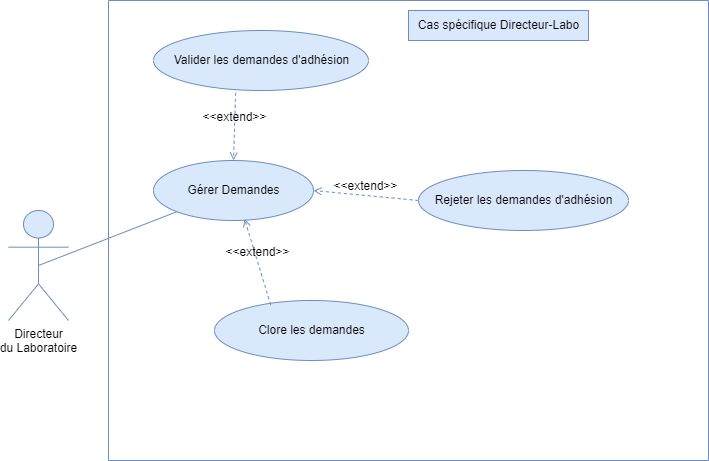 Cas spécifique Directeur-Labo
Valider les demandes d'adhésion
<<extend>>
Gérer Demandes
<<extend>>
Rejeter les demandes d'adhésion
<<extend>>
Clore les demandes
Directeur
du Laboratoire